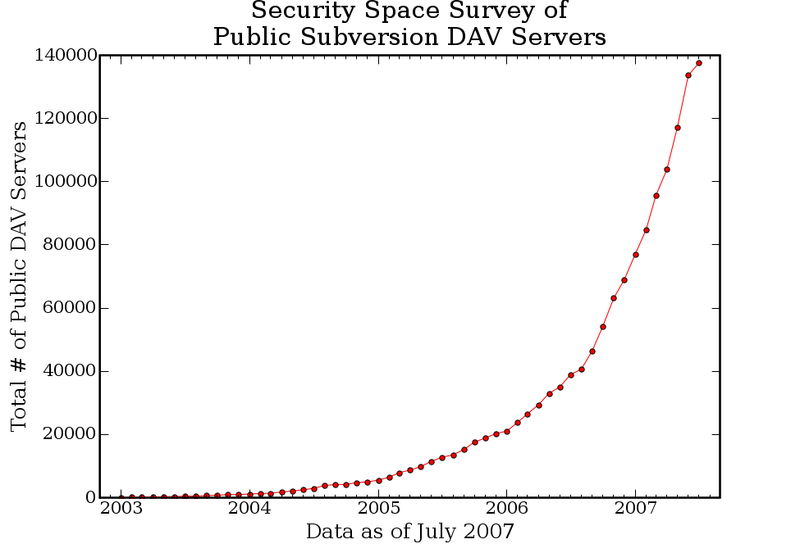 Security Space Survey of
Public Subversion DAV Servers
Total # of Public DAV Servers
140000
120000
100000
80000
60000
40000
20000
0
2003 2004 2005 2006 2007
Data as of July 2007